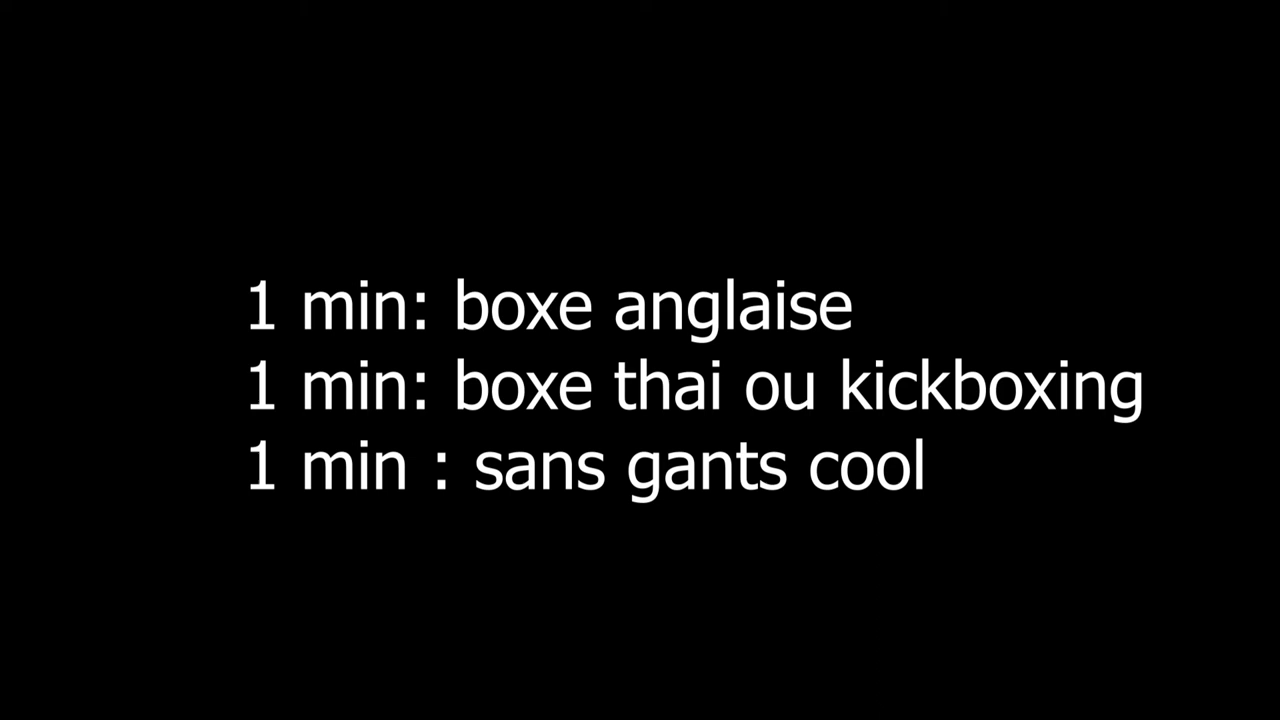 1 min: boxe anglaise
1 min: boxe thai ou kickboxing
1 min : sans gants cool